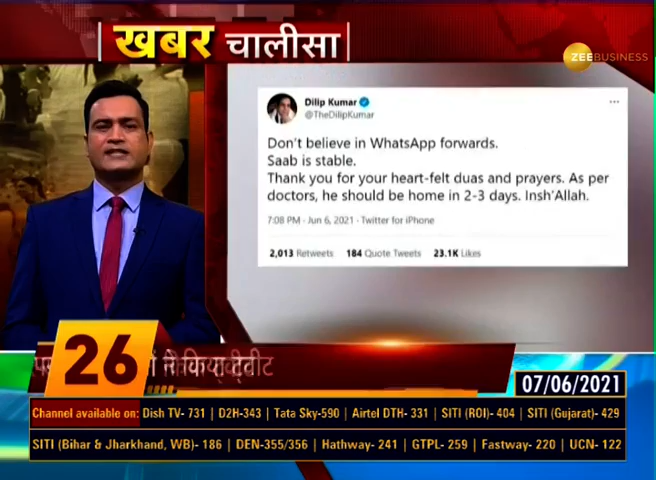 खबर चालीसा
ZEE BUSINESS
Dilip Kumar
@TheDilipKumar
Don't believe in WhatsApp forwards.
Saab is stable.
Thank you for your heart-felt duas and prayers. As per
doctors, he should be home in 2-3 days. Insh'Allah.
7:08 PM · Jun 6, 2021 · Twitter for iPhone
2,013 Retweets 184 Quote Tweets 23.1K Likes
26
07/06/2021
Channel available on: Dish TV- 731 | D2H-343 | Tata Sky-590 | Airtel DTH- 331 | SITI (ROI)- 404 | SITI (Gujarat)- 429
SITI (Bihar & Jharkhand, WB)- 186 | DEN-355/356 | Hathway- 241 | GTPL- 259 | Fastway- 220 | UCN- 122